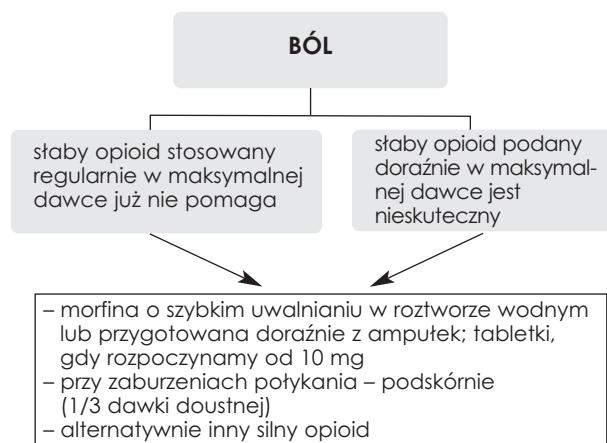 BÓL
słaby opioid stosowany
regularnie w maksymalnej
dawce już nie pomaga
słaby opioid podany
doraźnie w maksymal-
nej dawce jest
nieskuteczny
– morfina o szybkim uwalnianiu w roztworze wodnym
lub przygotowana doraźnie z ampułek; tabletki,
gdy rozpoczynamy od 10 mg
– przy zaburzeniach połykania – podskórnie
(1/3 dawki doustnej)
– alternatywnie inny silny opioid